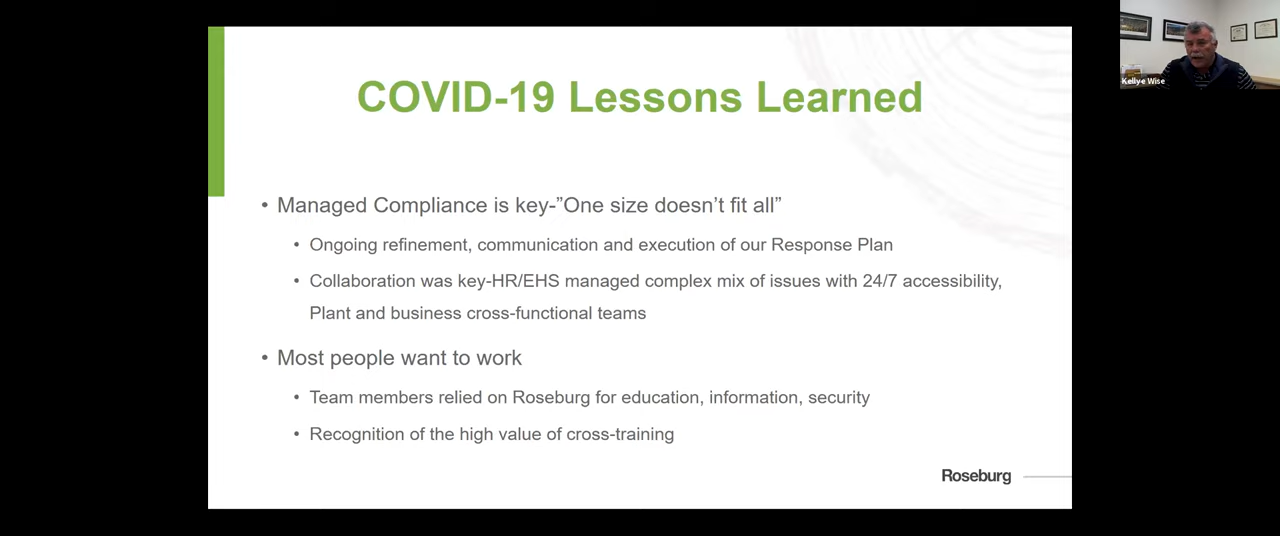 COVID-19 Lessons Learned
Kellye Wise
• Managed Compliance is key-”One size doesn’t fit all”
• Ongoing refinement, communication and execution of our Response Plan
• Collaboration was key-HR/EHS managed complex mix of issues with 24/7 accessibility,
Plant and business cross-functional teams
• Most people want to work
• Team members relied on Roseburg for education, information, security
• Recognition of the high value of cross-training
Roseburg